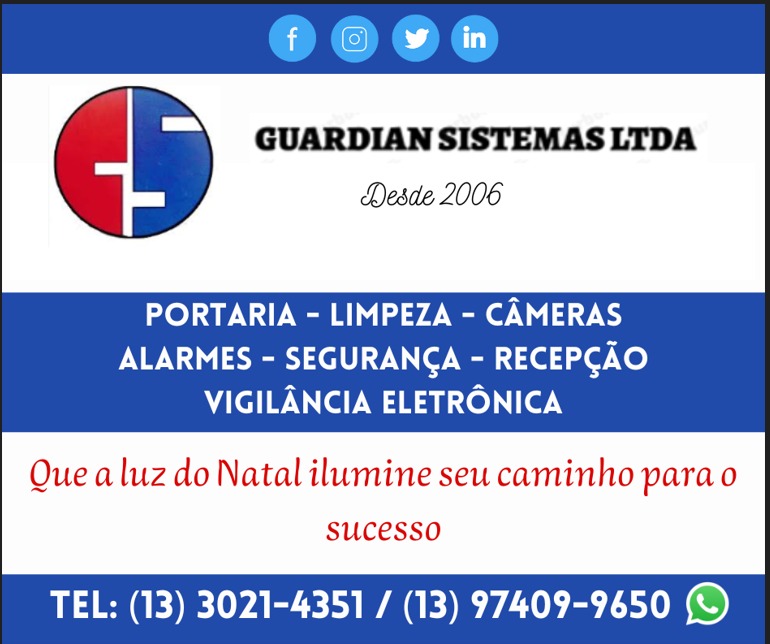 GUARDIAN SISTEMAS LTDA
Desde 2006
PORTARIA - LIMPEZA - CÂMERAS
ALARMES - SEGURANÇA - RECEPÇÃO
VIGILÂNCIA ELETRÔNICA
Que a luz do Natal ilumine seu caminho para o
sucesso
TEL: (13) 3021-4351 / (13) 97409-9650